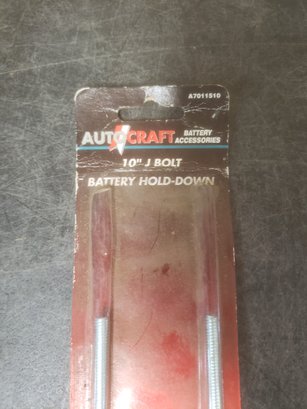 A7011510
AUTOCRAFT BATTERY ACCESSORIES
10" J BOLT
BATTERY HOLD-DOWN